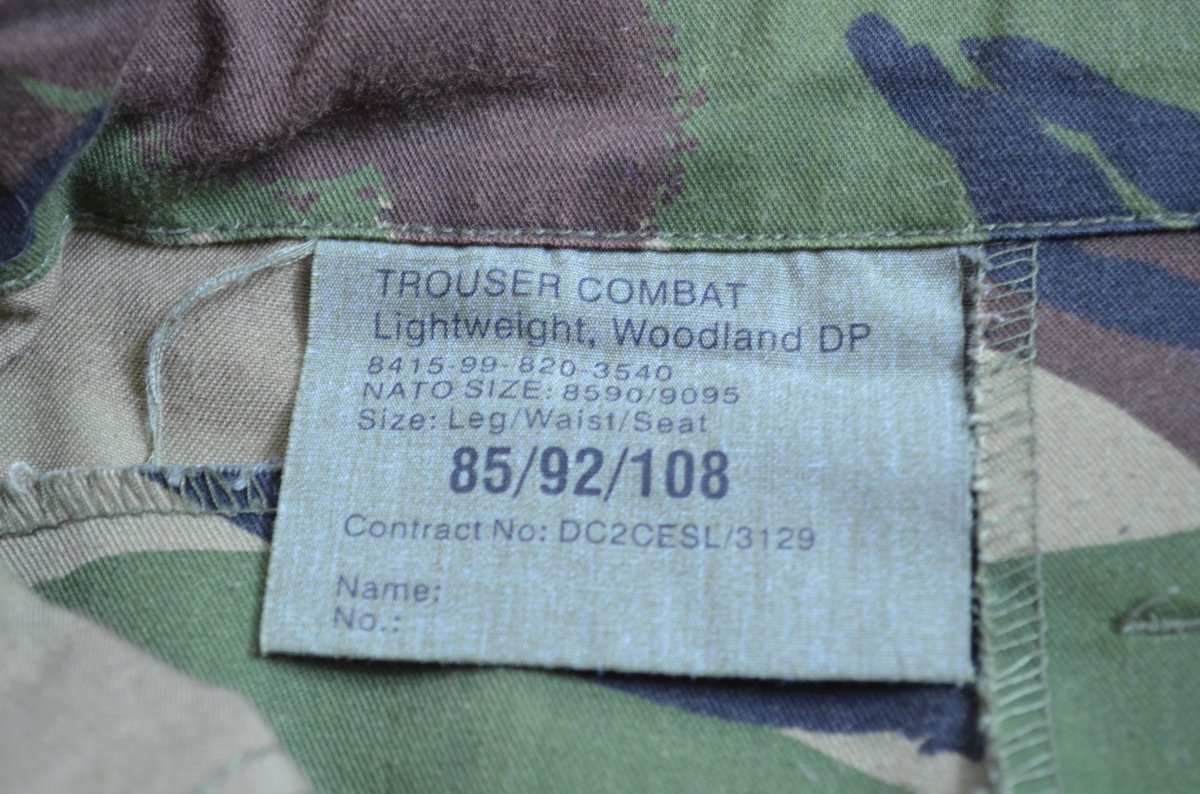 TROUSER COMBAT
Lightweight, Woodland DP
8415-99-820-3540
NATO SIZE: 8590/9095
Size: Leg/Waist/Seat
85/92/108
Contract No: DC2CESL/3129
Name:
No.: